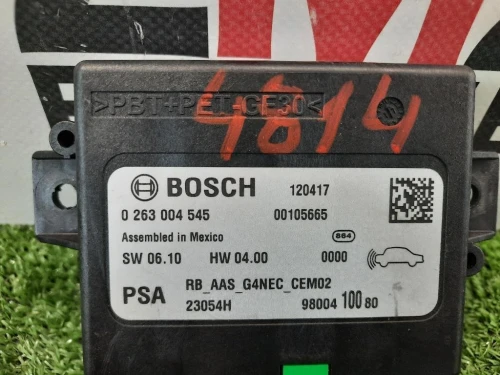 >PBT+PET-GF30<
4814
BOSCH 120417
0 263 004 545 00105665
Assembled in Mexico 864
SW 06.10 HW 04.00 0000
PSA RB_AAS_G4NEC_CEM02
23054H 98004 100 80